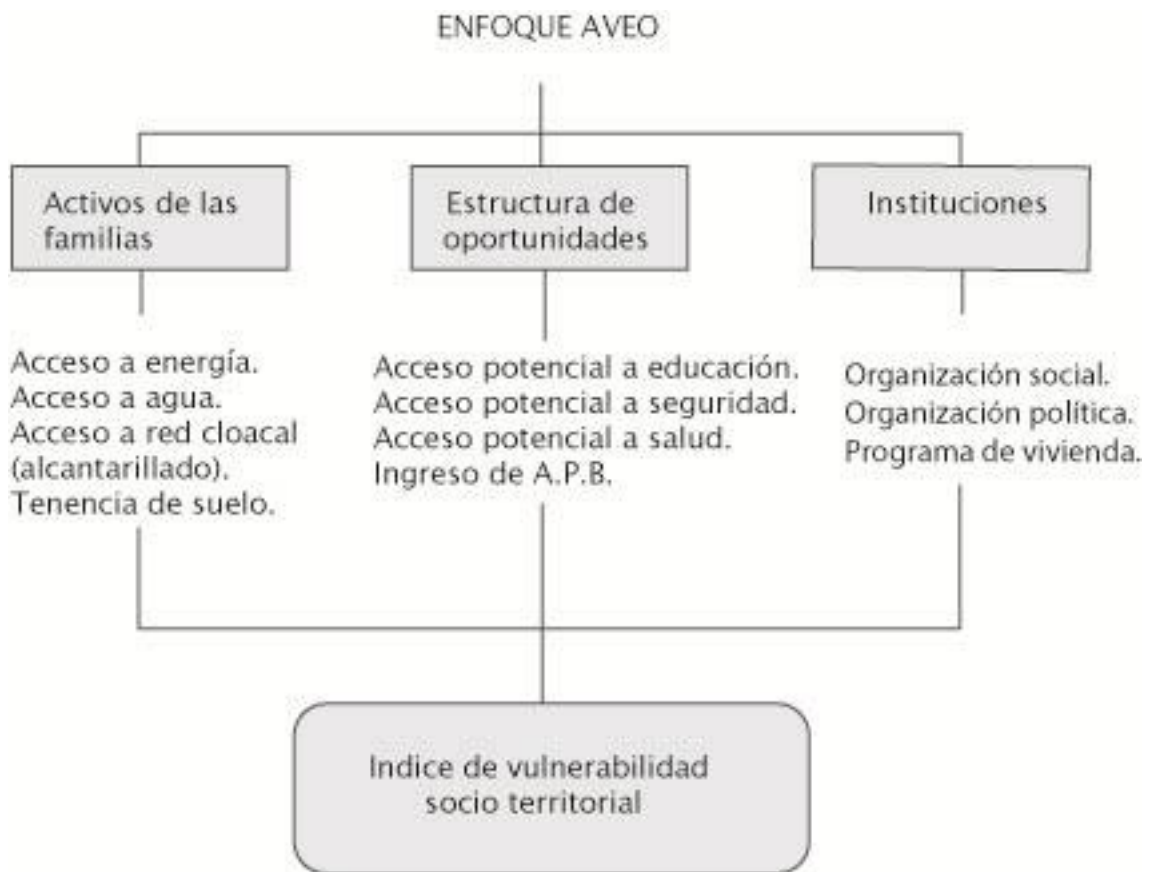 ENFOQUE AVEO
Activos de las
familias
Estructura de
oportunidades
Instituciones
Acceso a energía.
Acceso a agua.
Acceso a red cloacal
(alcantarillado).
Tenencia de suelo.
Acceso potencial a educación.
Acceso potencial a seguridad.
Acceso potencial a salud.
Ingreso de A.P.B.
Organización social.
Organización política.
Programa de vivienda.
Indice de vulnerabilidad
socio territorial